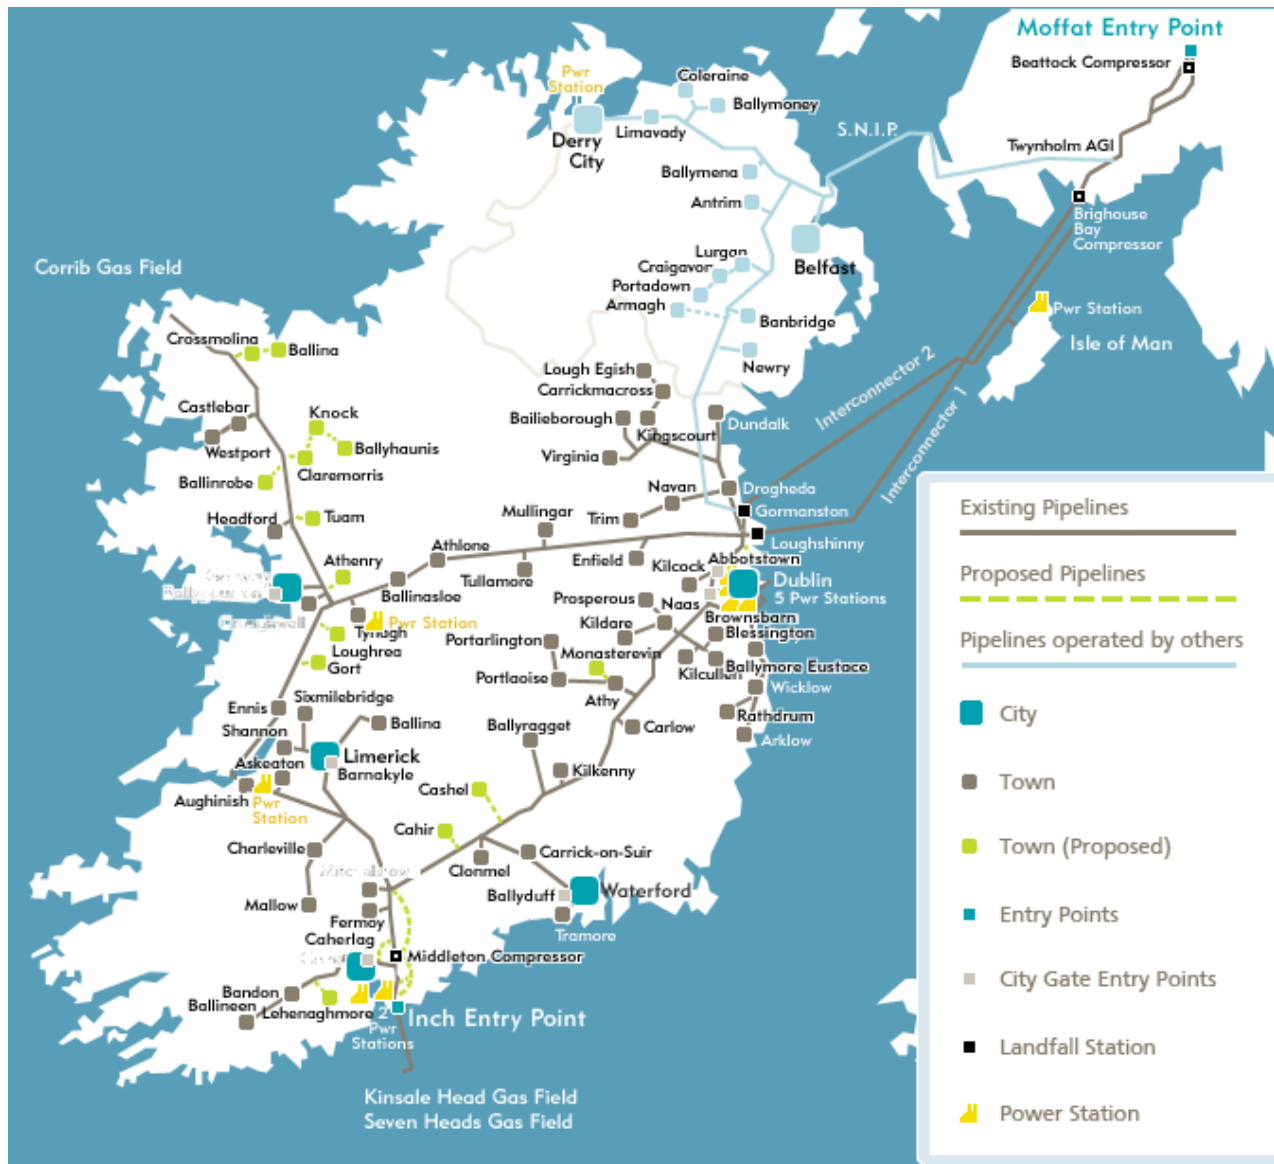 Moffat Entry Point
Beattock Compressor
Pwr
Station
Coleraine
Ballymoney
Limavady
S.N.I.P.
Derry
City
Twynholm AGI
Ballymena
Antrim
Brighouse
Bay
Compressor
Lurgan
Belfast
Craigavon
Corrib Gas Field
Portadown
Armagh
Pwr Station
Banbridge
Crossmolina
Ballina
Isle of Man
Newry
Lough Egish
Interconnector 2
Carrickmacross
Castlebar
Knock
Bailieborough
Dundalk
Interconnector 1
Kingscourt
Westport
Ballyhaunis
Virginia
Claremorris
Ballinrobe
Navan
Drogheda
Headford
Tuam
Mullingar
Trim
Gormanston
Loughshinny
Athlone
Enfield
Abbotstown
Athenry
Kilcock
Tullamore
Dublin
5 Pwr Stations
Ballinasloe
Prosperous
Naas
Brownsbarn
Pwr Station
Tynagh
Kildare
Blessington
Portarlington
Loughrea
Monasterevin
Gort
Kilcullen
Ballymore Eustace
Portlaoise
Wicklow
Athy
Sixmilebridge
Ennis
Rathdrum
Shannon
Ballina
Ballyragget
Carlow
Arklow
Limerick
Askeaton
Barnakyle
Kilkenny
Aughinish
Pwr
Station
Cashel
Cahir
Charleville
Carrick-on-Suir
Clonmel
Ballyduff
Waterford
Mallow
Fermoy
Tramore
Caherlag
Middleton Compressor
Bandon
Ballineen
Lehenaghmore
2
Pwr
Stations
Inch Entry Point
Kinsale Head Gas Field
Seven Heads Gas Field
Existing Pipelines
Proposed Pipelines
Pipelines operated by others
City
Town
Town (Proposed)
Entry Points
City Gate Entry Points
Landfall Station
Power Station